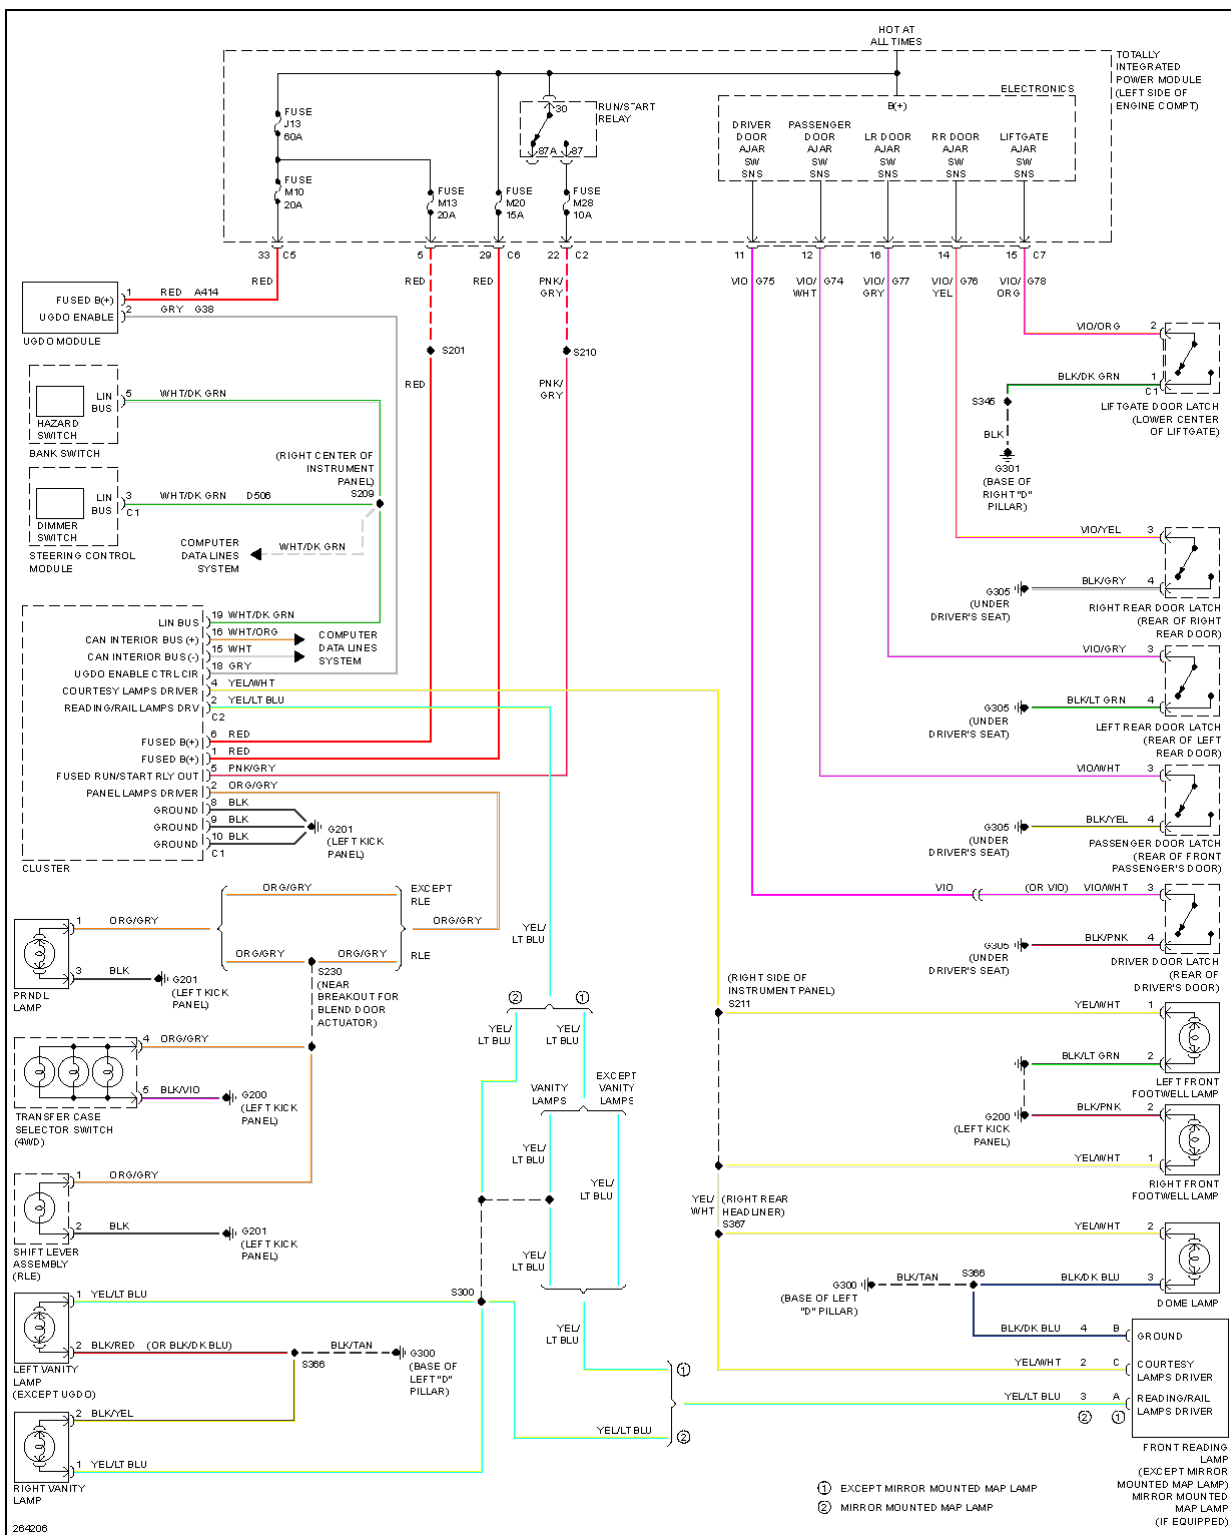 HOT AT
ALL TIMES
TOTALLY
INTEGRATED
POWER MODULE
(LEFT SIDE OF
ENGINE COMPT)
ELECTRONICS
B(+)
FUSE
J13
60A
30
RUN/START
RELAY
87A
87
DRIVER
DOOR
AJAR
SW
SNS
PASSENGER
DOOR
AJAR
SW
SNS
LR DOOR
AJAR
SW
SNS
RR DOOR
AJAR
SW
SNS
LIFTGATE
AJAR
SW
SNS
FUSE
M10
20A
FUSE
M13
20A
FUSE
M20
15A
FUSE
M28
10A
33 C5
5
29 C6
22 C2
11
12
16
14
15 C7
RED
RED
RED
PNK/
GRY
VIO G75
VIO/
WHT
G74
VIO/
GRY
G77
VIO/
YEL
G76
VIO/
ORG
G78
FUSED B(+)
1 RED A414
UGDO ENABLE
2 GRY G38
UGDO MODULE
S201
S210
RED
PNK/
GRY
VIO/ORG 2
BLK/DK GRN 1
C1
S345
BLK
G301
(BASE OF
RIGHT "D"
PILLAR)
LIFTGATE DOOR LATCH
(LOWER CENTER
OF LIFTGATE)
LIN
BUS
5 WHT/DK GRN
HAZARD
SWITCH
BANK SWITCH
(RIGHT CENTER OF
INSTRUMENT
PANEL)
S209
LIN
BUS
3 WHT/DK GRN D506
C1
DIMMER
SWITCH
STEERING CONTROL
MODULE
COMPUTER
DATA LINES
SYSTEM
WHT/DK GRN
VIO/YEL 3
BLK/GRY 4
G305
(UNDER
DRIVER'S SEAT)
RIGHT REAR DOOR LATCH
(REAR OF RIGHT
REAR DOOR)
LIN BUS
19 WHT/DK GRN
CAN INTERIOR BUS (+)
16 WHT/ORG
CAN INTERIOR BUS (-)
15 WHT
COMPUTER
DATA LINES
SYSTEM
UGDO ENABLE CTRL CIR
18 GRY
COURTESY LAMPS DRIVER
4 YEL/WHT
READING/RAIL LAMPS DRV
2 YEL/LT BLU
C2
FUSED B(+)
6 RED
FUSED B(+)
1 RED
FUSED RUN/START RLY OUT
5 PNK/GRY
PANEL LAMPS DRIVER
2 ORG/GRY
GROUND
8 BLK
GROUND
9 BLK
GROUND
10 BLK
C1
G201
(LEFT KICK
PANEL)
CLUSTER
VIO/GRY 3
BLK/LT GRN 4
G305
(UNDER
DRIVER'S SEAT)
LEFT REAR DOOR LATCH
(REAR OF LEFT
REAR DOOR)
VIO/WHT 3
BLK/YEL 4
G305
(UNDER
DRIVER'S SEAT)
PASSENGER DOOR LATCH
(REAR OF FRONT
PASSENGER'S DOOR)
VIO (OR VIO) VIO/WHT 3
BLK/PNK 4
G305
(UNDER
DRIVER'S SEAT)
DRIVER DOOR LATCH
(REAR OF
DRIVER'S DOOR)
ORG/GRY EXCEPT
RLE
1 ORG/GRY
ORG/GRY
ORG/GRY ORG/GRY RLE
3 BLK
G201
(LEFT KICK
PANEL)
PRNDL
LAMP
S230
(NEAR
BREAKOUT FOR
BLEND DOOR
ACTUATOR)
YEL/
LT BLU
2
1
YEL/
LT BLU
YEL/
LT BLU
(RIGHT SIDE OF
INSTRUMENT PANEL)
S211
YEL/WHT 1
BLK/LT GRN 2
LEFT FRONT
FOOTWELL LAMP
4 ORG/GRY
5 BLK/VIO
G200
(LEFT KICK
PANEL)
TRANSFER CASE
SELECTOR SWITCH
(4WD)
VANITY
LAMPS
EXCEPT
VANITY
LAMPS
BLK/PNK 2
G200
(LEFT KICK
PANEL)
YEL/WHT 1
RIGHT FRONT
FOOTWELL LAMP
YEL/
LT BLU
YEL/
LT BLU
1 ORG/GRY
2 BLK
G201
(LEFT KICK
PANEL)
SHIFT LEVER
ASSEMBLY
(RLE)
YEL/
WHT
(RIGHT REAR
HEADLINER)
S367
YEL/WHT 2
YEL/
LT BLU
G300
(BASE OF LEFT
"D" PILLAR)
BLK/TAN
S366
BLK/DK BLU 3
DOME LAMP
S300
1 YEL/LT BLU
2 BLK/RED (OR BLK/DK BLU)
BLK/TAN
S366
G300
(BASE OF
LEFT "D"
PILLAR)
LEFT VANITY
LAMP
(EXCEPT UGDO)
YEL/
LT BLU
BLK/DK BLU 4 B GROUND
YEL/WHT 2 C COURTESY
LAMPS DRIVER
YEL/LT BLU 3 A READING/RAIL
LAMPS DRIVER
2
1
1
YEL/LT BLU
2
2 BLK/YEL
1 YEL/LT BLU
RIGHT VANITY
LAMP
FRONT READING
LAMP
(EXCEPT MIRROR
MOUNTED MAP LAMP)
MIRROR MOUNTED
MAP LAMP
(IF EQUIPPED)
1 EXCEPT MIRROR MOUNTED MAP LAMP
2 MIRROR MOUNTED MAP LAMP
264206